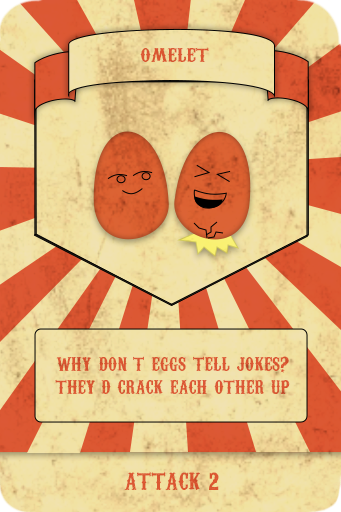 OMELET
WHY DON T EGGS TELL JOKES?
THEY D CRACK EACH OTHER UP
ATTACK 2